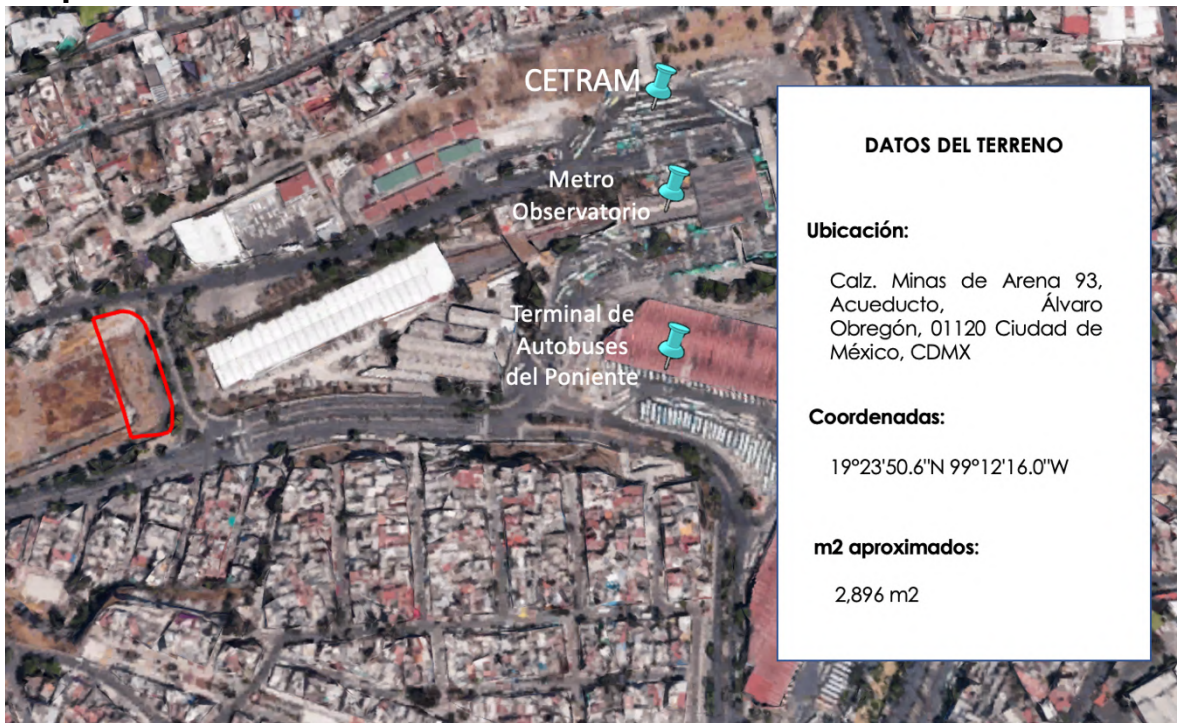 CETRAM
Metro
Observatorio
Terminal de
Autobuses
del Poniente
DATOS DEL TERRENO
Ubicación:
Calz. Minas de Arena 93,
Acueducto, Álvaro
Obregón, 01120 Ciudad de
México, CDMX
Coordenadas:
19°23'50.6"N 99°12'16.0"W
m2 aproximados:
2,896 m2